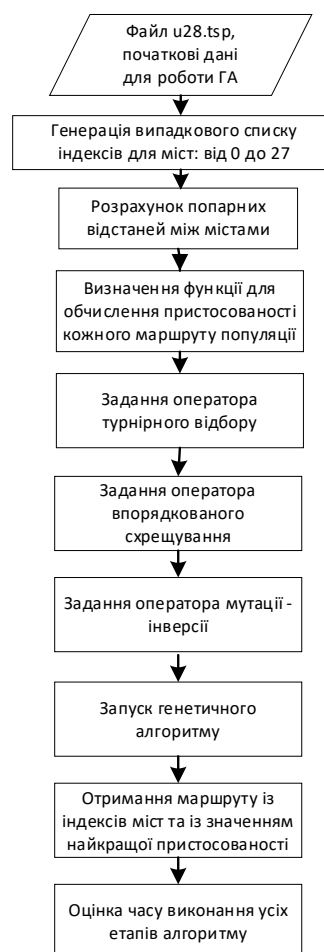 Файл u28.tsp,
початкові дані
для роботи ГА
Генерація випадкового списку
індексів для міст: від 0 до 27
Розрахунок попарних
відстаней між містами
Визначення функції для
обчислення пристосованості
кожного маршруту популяції
Задання оператора
турнірного відбору
Задання оператора
впорядкованого
схрещування
Задання оператора мутації -
інверсії
Запуск генетичного
алгоритму
Отримання маршруту із
індексів міст та із значенням
найкращої пристосованості
Оцінка часу виконання усіх
етапів алгоритму